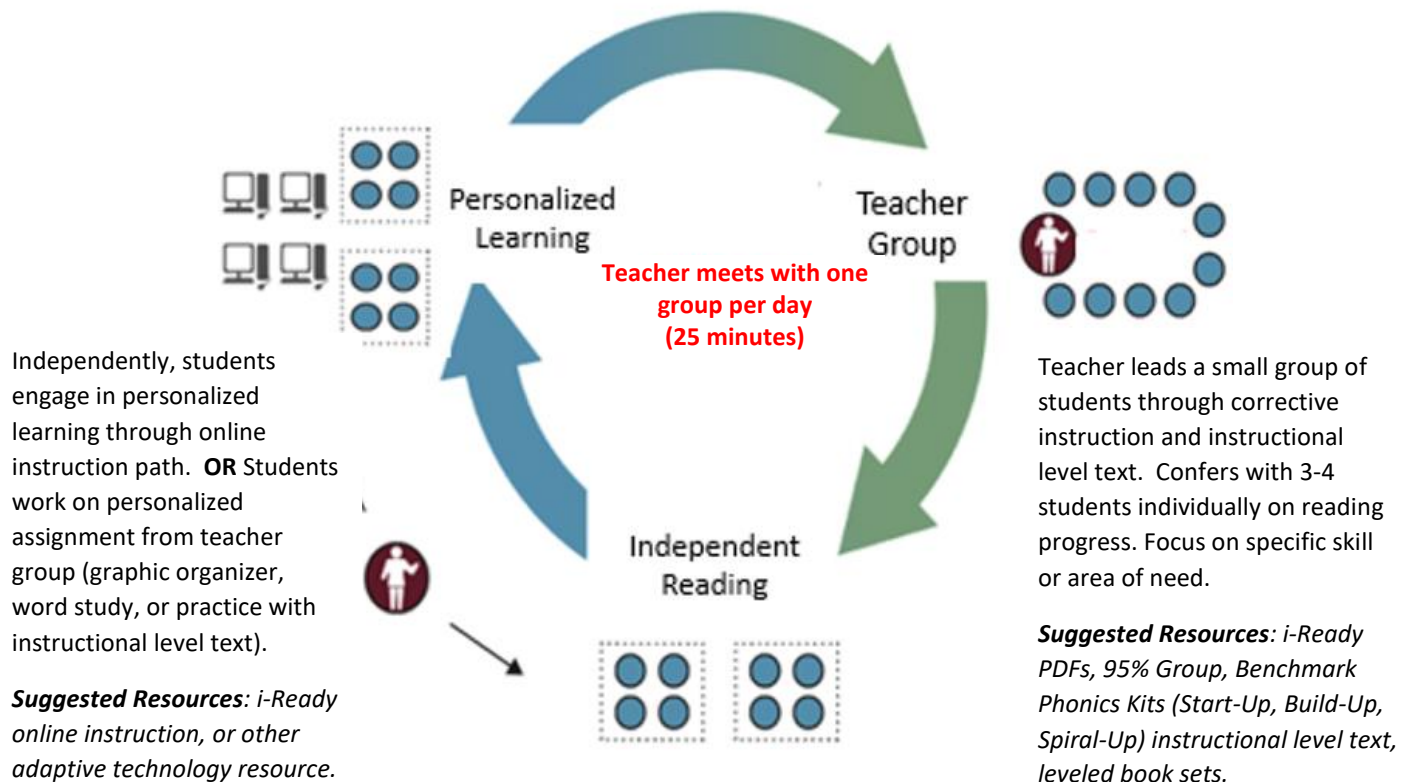 Personalized
Learning
Teacher
Group
Teacher meets with one
group per day
(25 minutes)
Independent
Reading
Independently, students
engage in personalized
learning through online
instruction path. OR Students
work on personalized
assignment from teacher
group (graphic organizer,
word study, or practice with
instructional level text).
Suggested Resources: i-Ready
online instruction, or other
adaptive technology resource.
Teacher leads a small group of
students through corrective
instruction and instructional
level text. Confers with 3-4
students individually on reading
progress. Focus on specific skill
or area of need.
Suggested Resources: i-Ready
PDFs, 95% Group, Benchmark
Phonics Kits (Start-Up, Build-Up,
Spiral-Up) instructional level text,
leveled book sets.